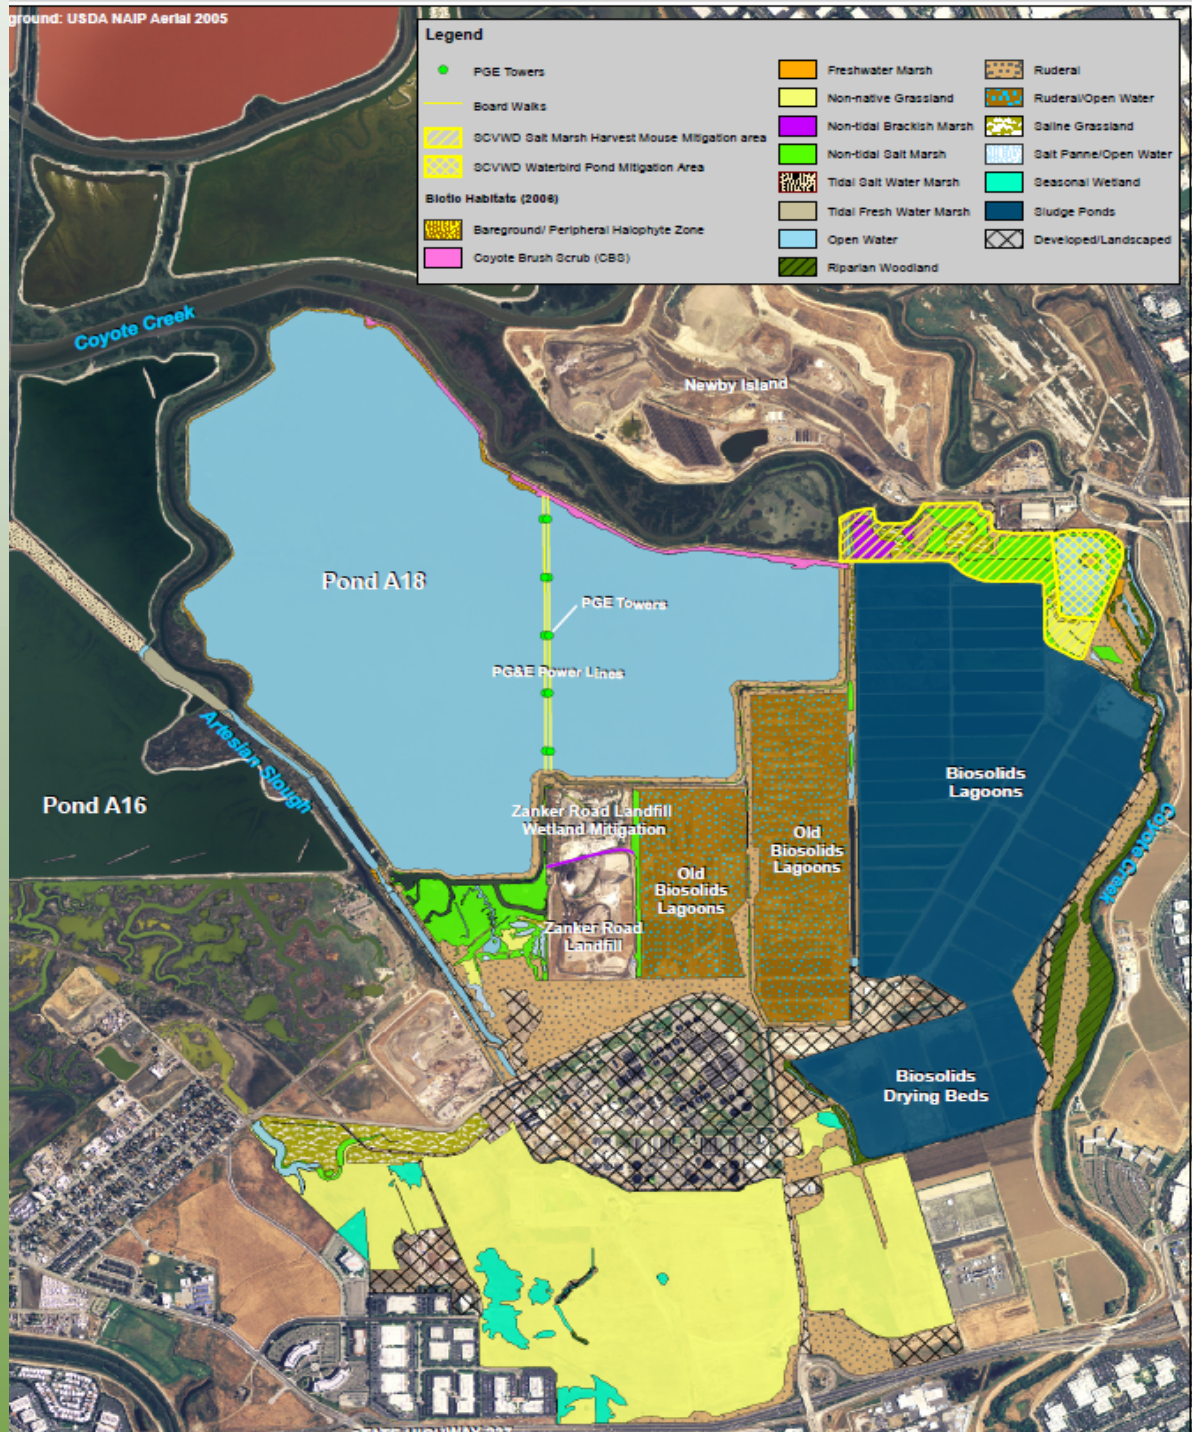 ground: USDA NAIP Aerial 2005
Legend
PGE Towers
Board Walks
SCVWD Salt Marsh Harvest Mouse Mitigation area
SCVWD Waterbird Pond Mitigation Area
Biotic Habitats (2006)
Bareground/ Peripheral Halophyte Zone
Coyote Brush Scrub (CBS)
Freshwater Marsh
Non-native Grassland
Non-tidal Brackish Marsh
Non-tidal Salt Marsh
Tidal Salt Water Marsh
Tidal Fresh Water Marsh
Open Water
Riparian Woodland
Ruderal
Ruderal/Open Water
Saline Grassland
Salt Panne/Open Water
Seasonal Wetland
Sludge Ponds
Developed/Landscaped
Coyote Creek
Newby Island
Pond A18
PGE Towers
PG&E Power Lines
Artesian Slough
Pond A16
Biosolids
Lagoons
Zanker Road Landfill
Wetland Mitigation
Old
Biosolids
Lagoons
Old
Biosolids
Lagoons
Coyote Creek
Zanker Road
Landfill
Biosolids
Drying Beds
STATE HIGHWAY 237